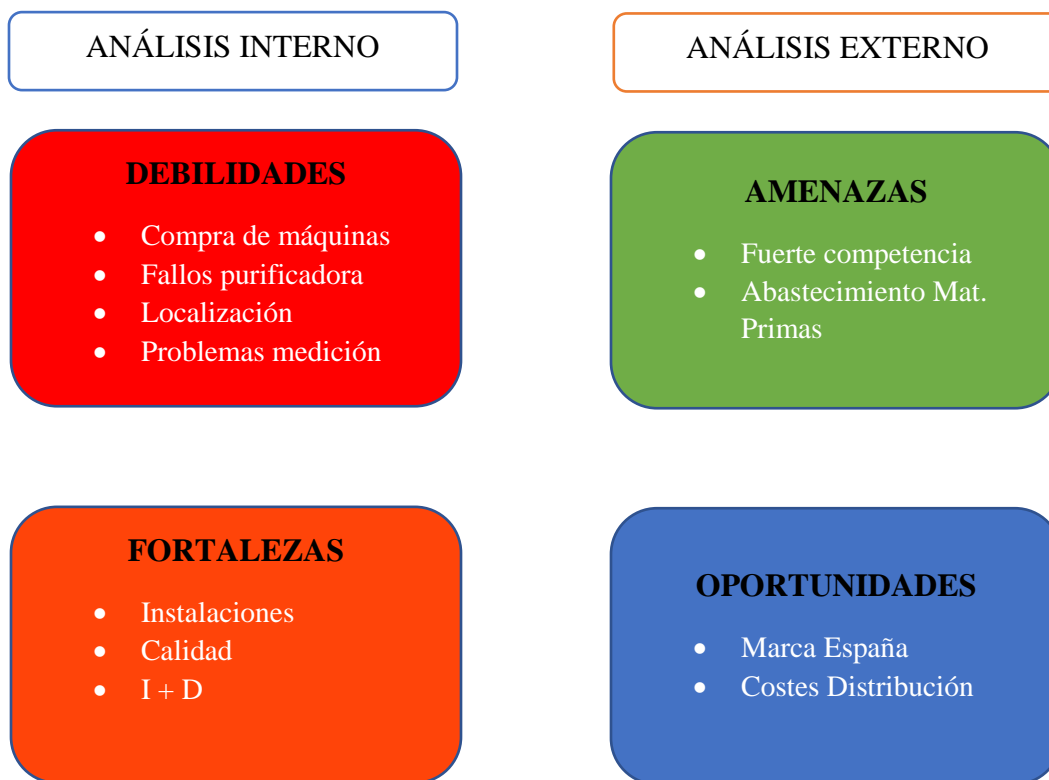 ANÁLISIS INTERNO
ANÁLISIS EXTERNO
DEBILIDADES
• Compra de máquinas
• Fallos purificadora
• Localización
• Problemas medición
AMENAZAS
• Fuerte competencia
• Abastecimiento Mat.
Primas
FORTALEZAS
• Instalaciones
• Calidad
• I + D
OPORTUNIDADES
• Marca España
• Costes Distribución